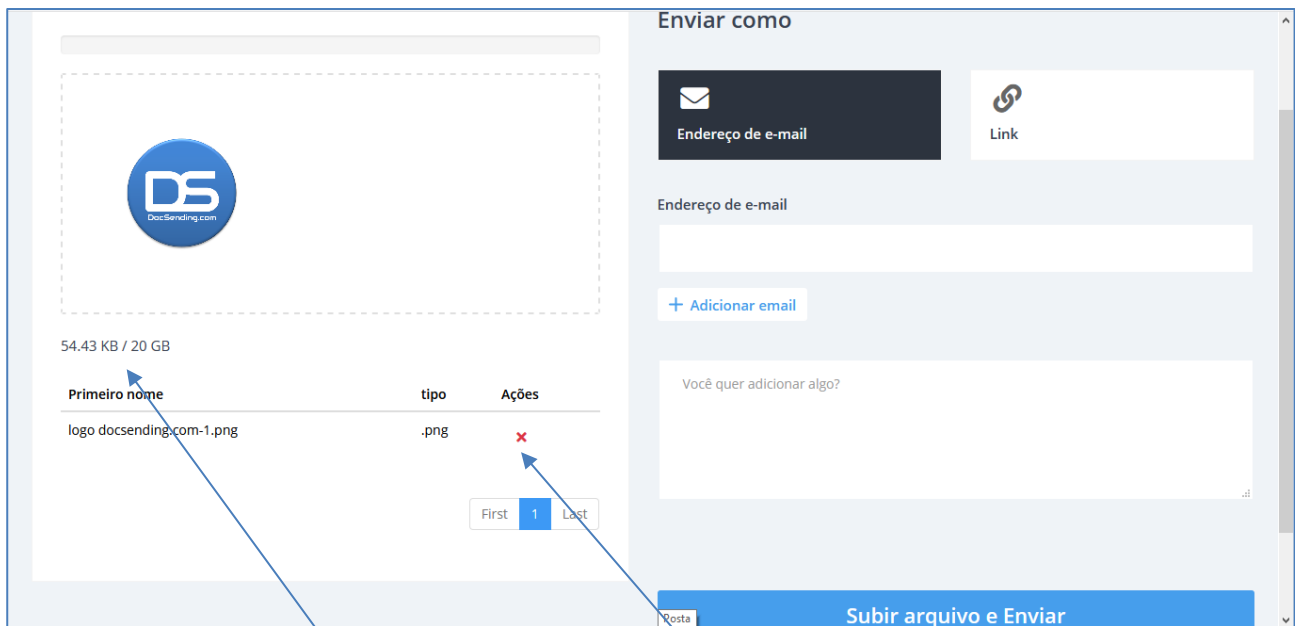 DS
DocSending.com
54.43 KB / 20 GB
Primeiro nome tipo Ações
logo docsending.com-1.png .png
First 1 Last
Enviar como
Endereço de e-mail
Link
Endereço de e-mail
+ Adicionar email
Você quer adicionar algo?
Subir arquivo e Enviar
Posta